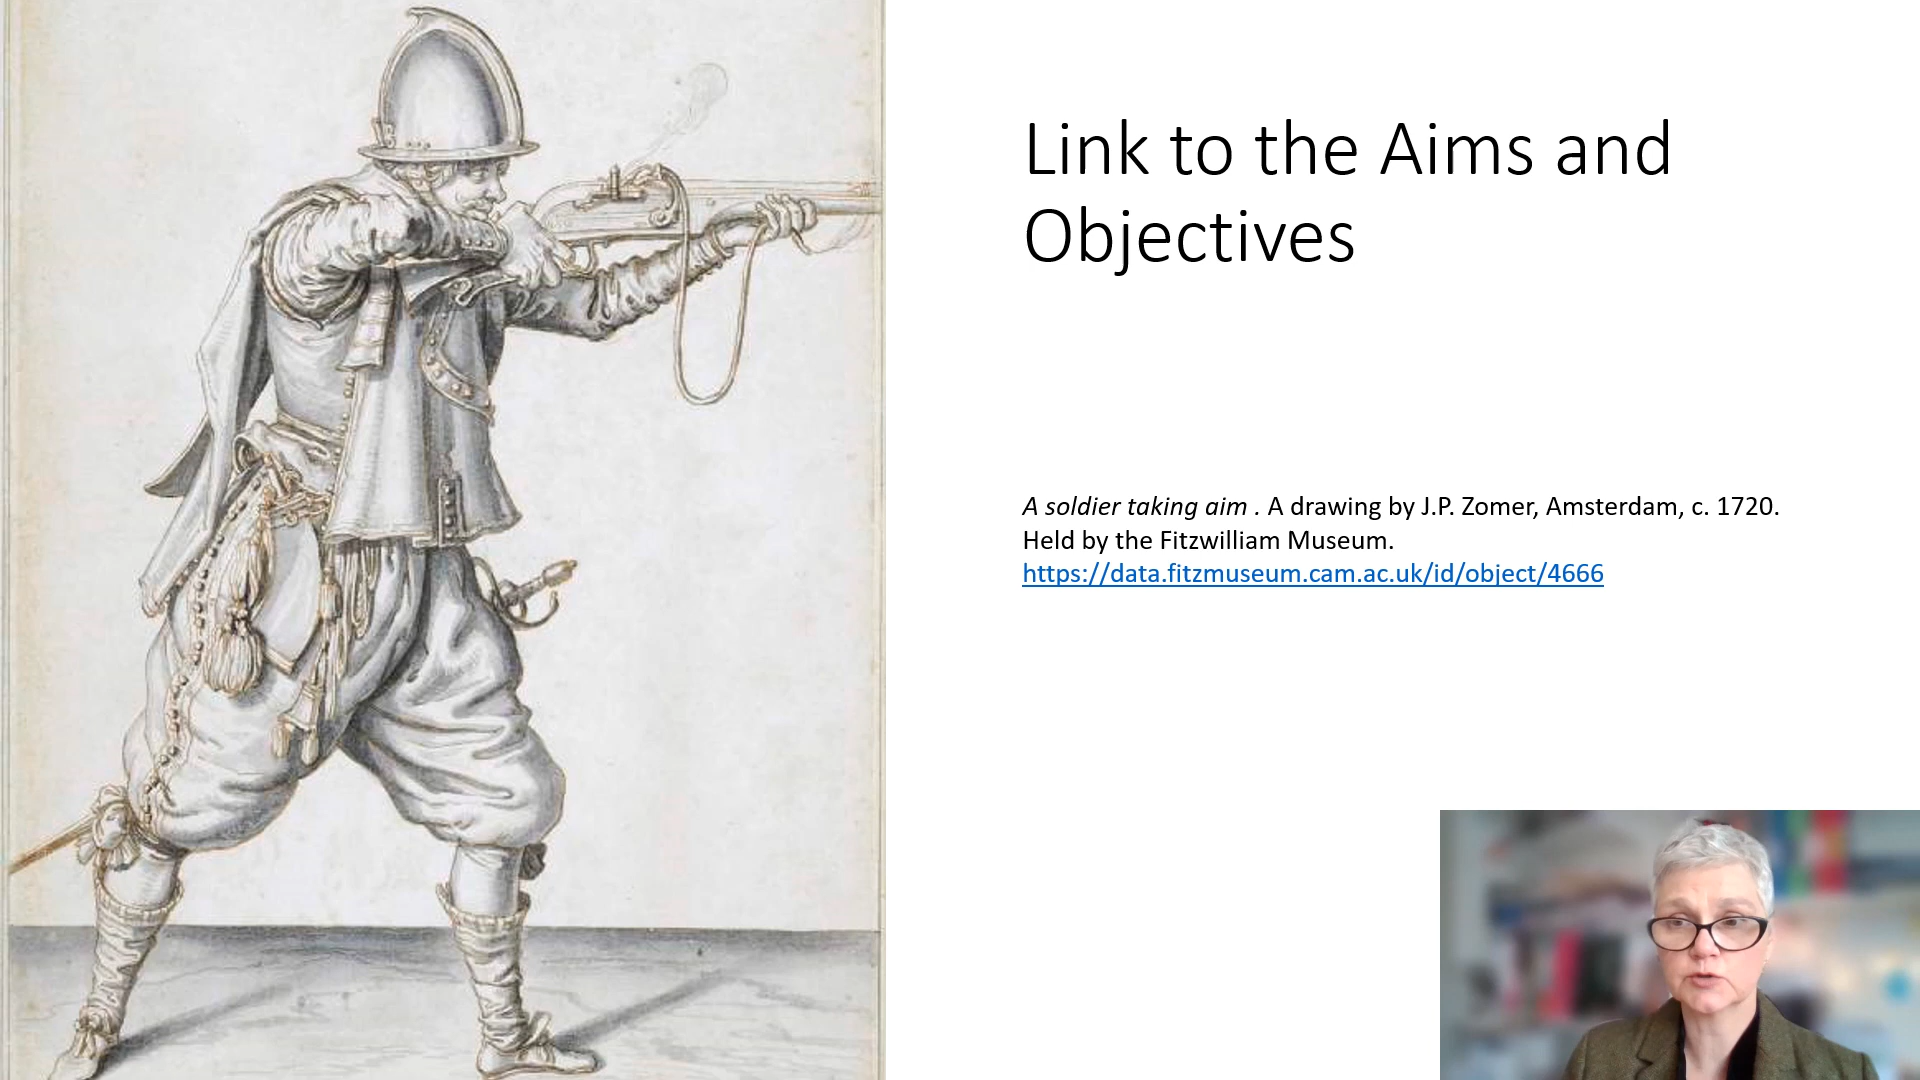 Link to the Aims and
Objectives
A soldier taking aim . A drawing by J.P. Zomer, Amsterdam, c. 1720.
Held by the Fitzwilliam Museum.
https://data.fitzmuseum.cam.ac.uk/id/object/4666